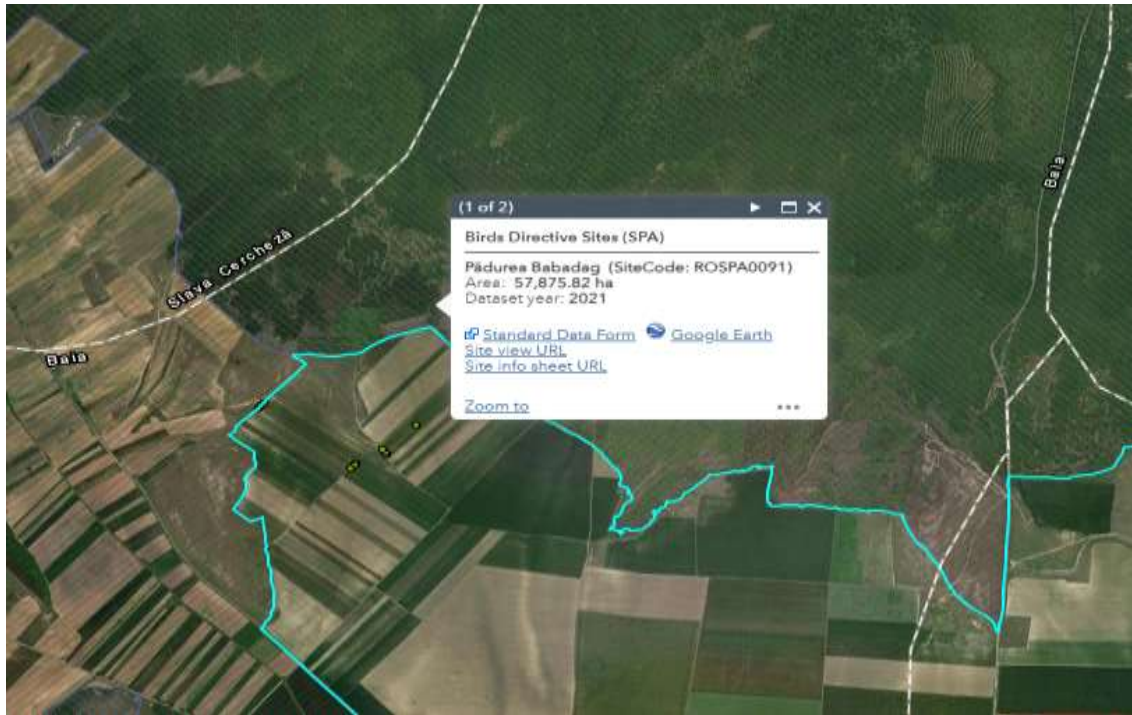 Baia
Slava Cercheză
Baia
(1 of 2)
Birds Directive Sites (SPA)
Pădurea Babadag (SiteCode: ROSPA0091)
Area: 57,875.82 ha
Dataset year: 2021
Standard Data Form Google Earth
Site view URL
Site info sheet URL
Zoom to